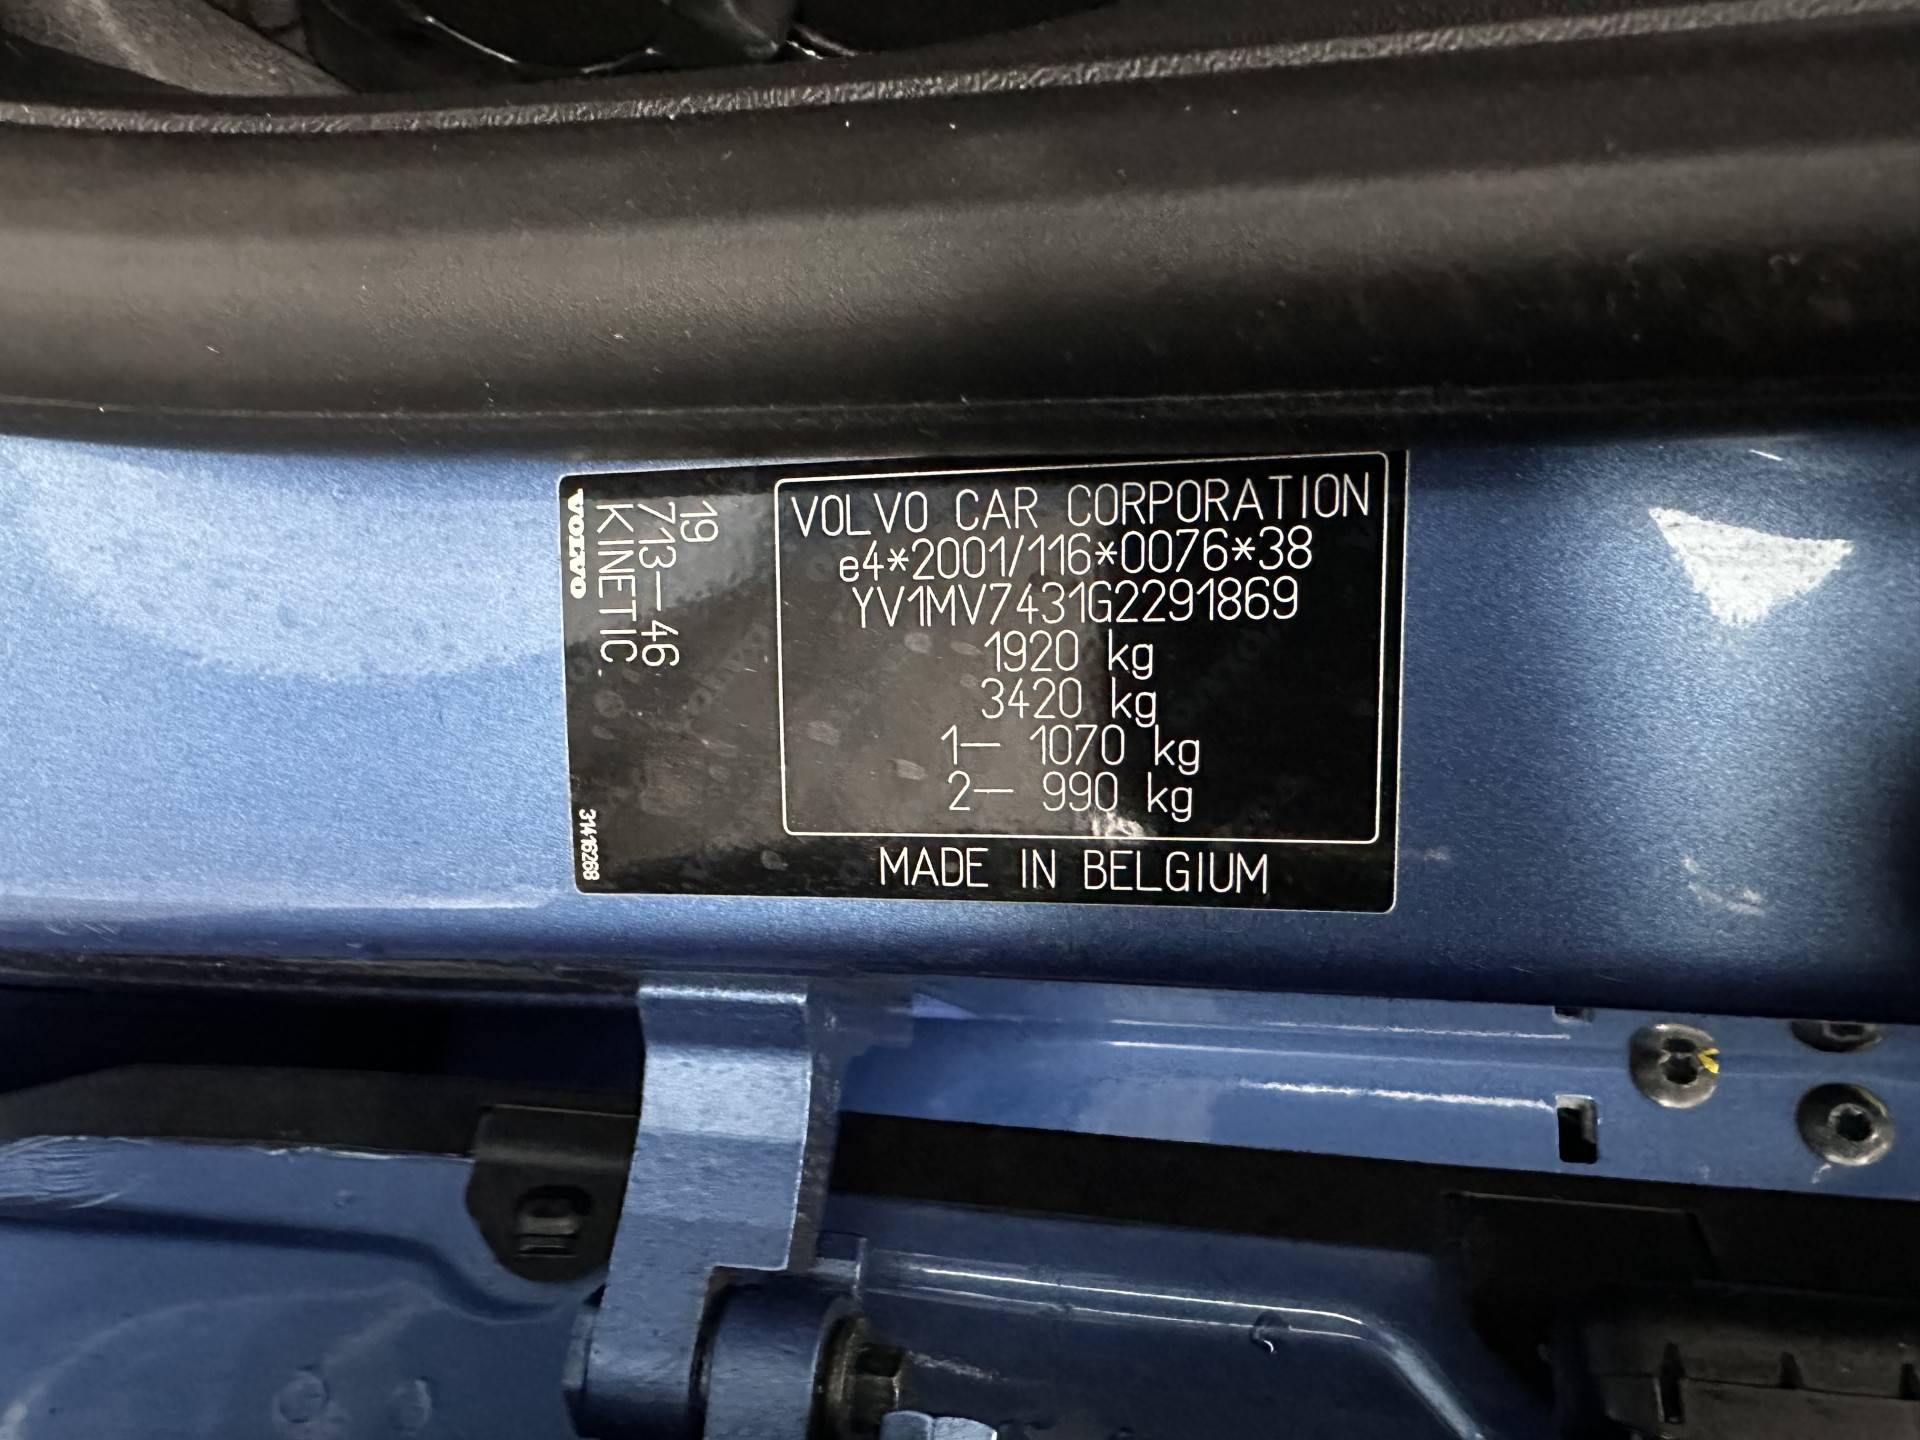 VOLVO CAR CORPORATION
e4*2001/116*0076*38
YV1MV7431G2291869
1920 kg
3420 kg
1— 1070 kg
2— 990 kg
MADE IN BELGIUM
19
713-46
KINETIC
VOLVO
31416268